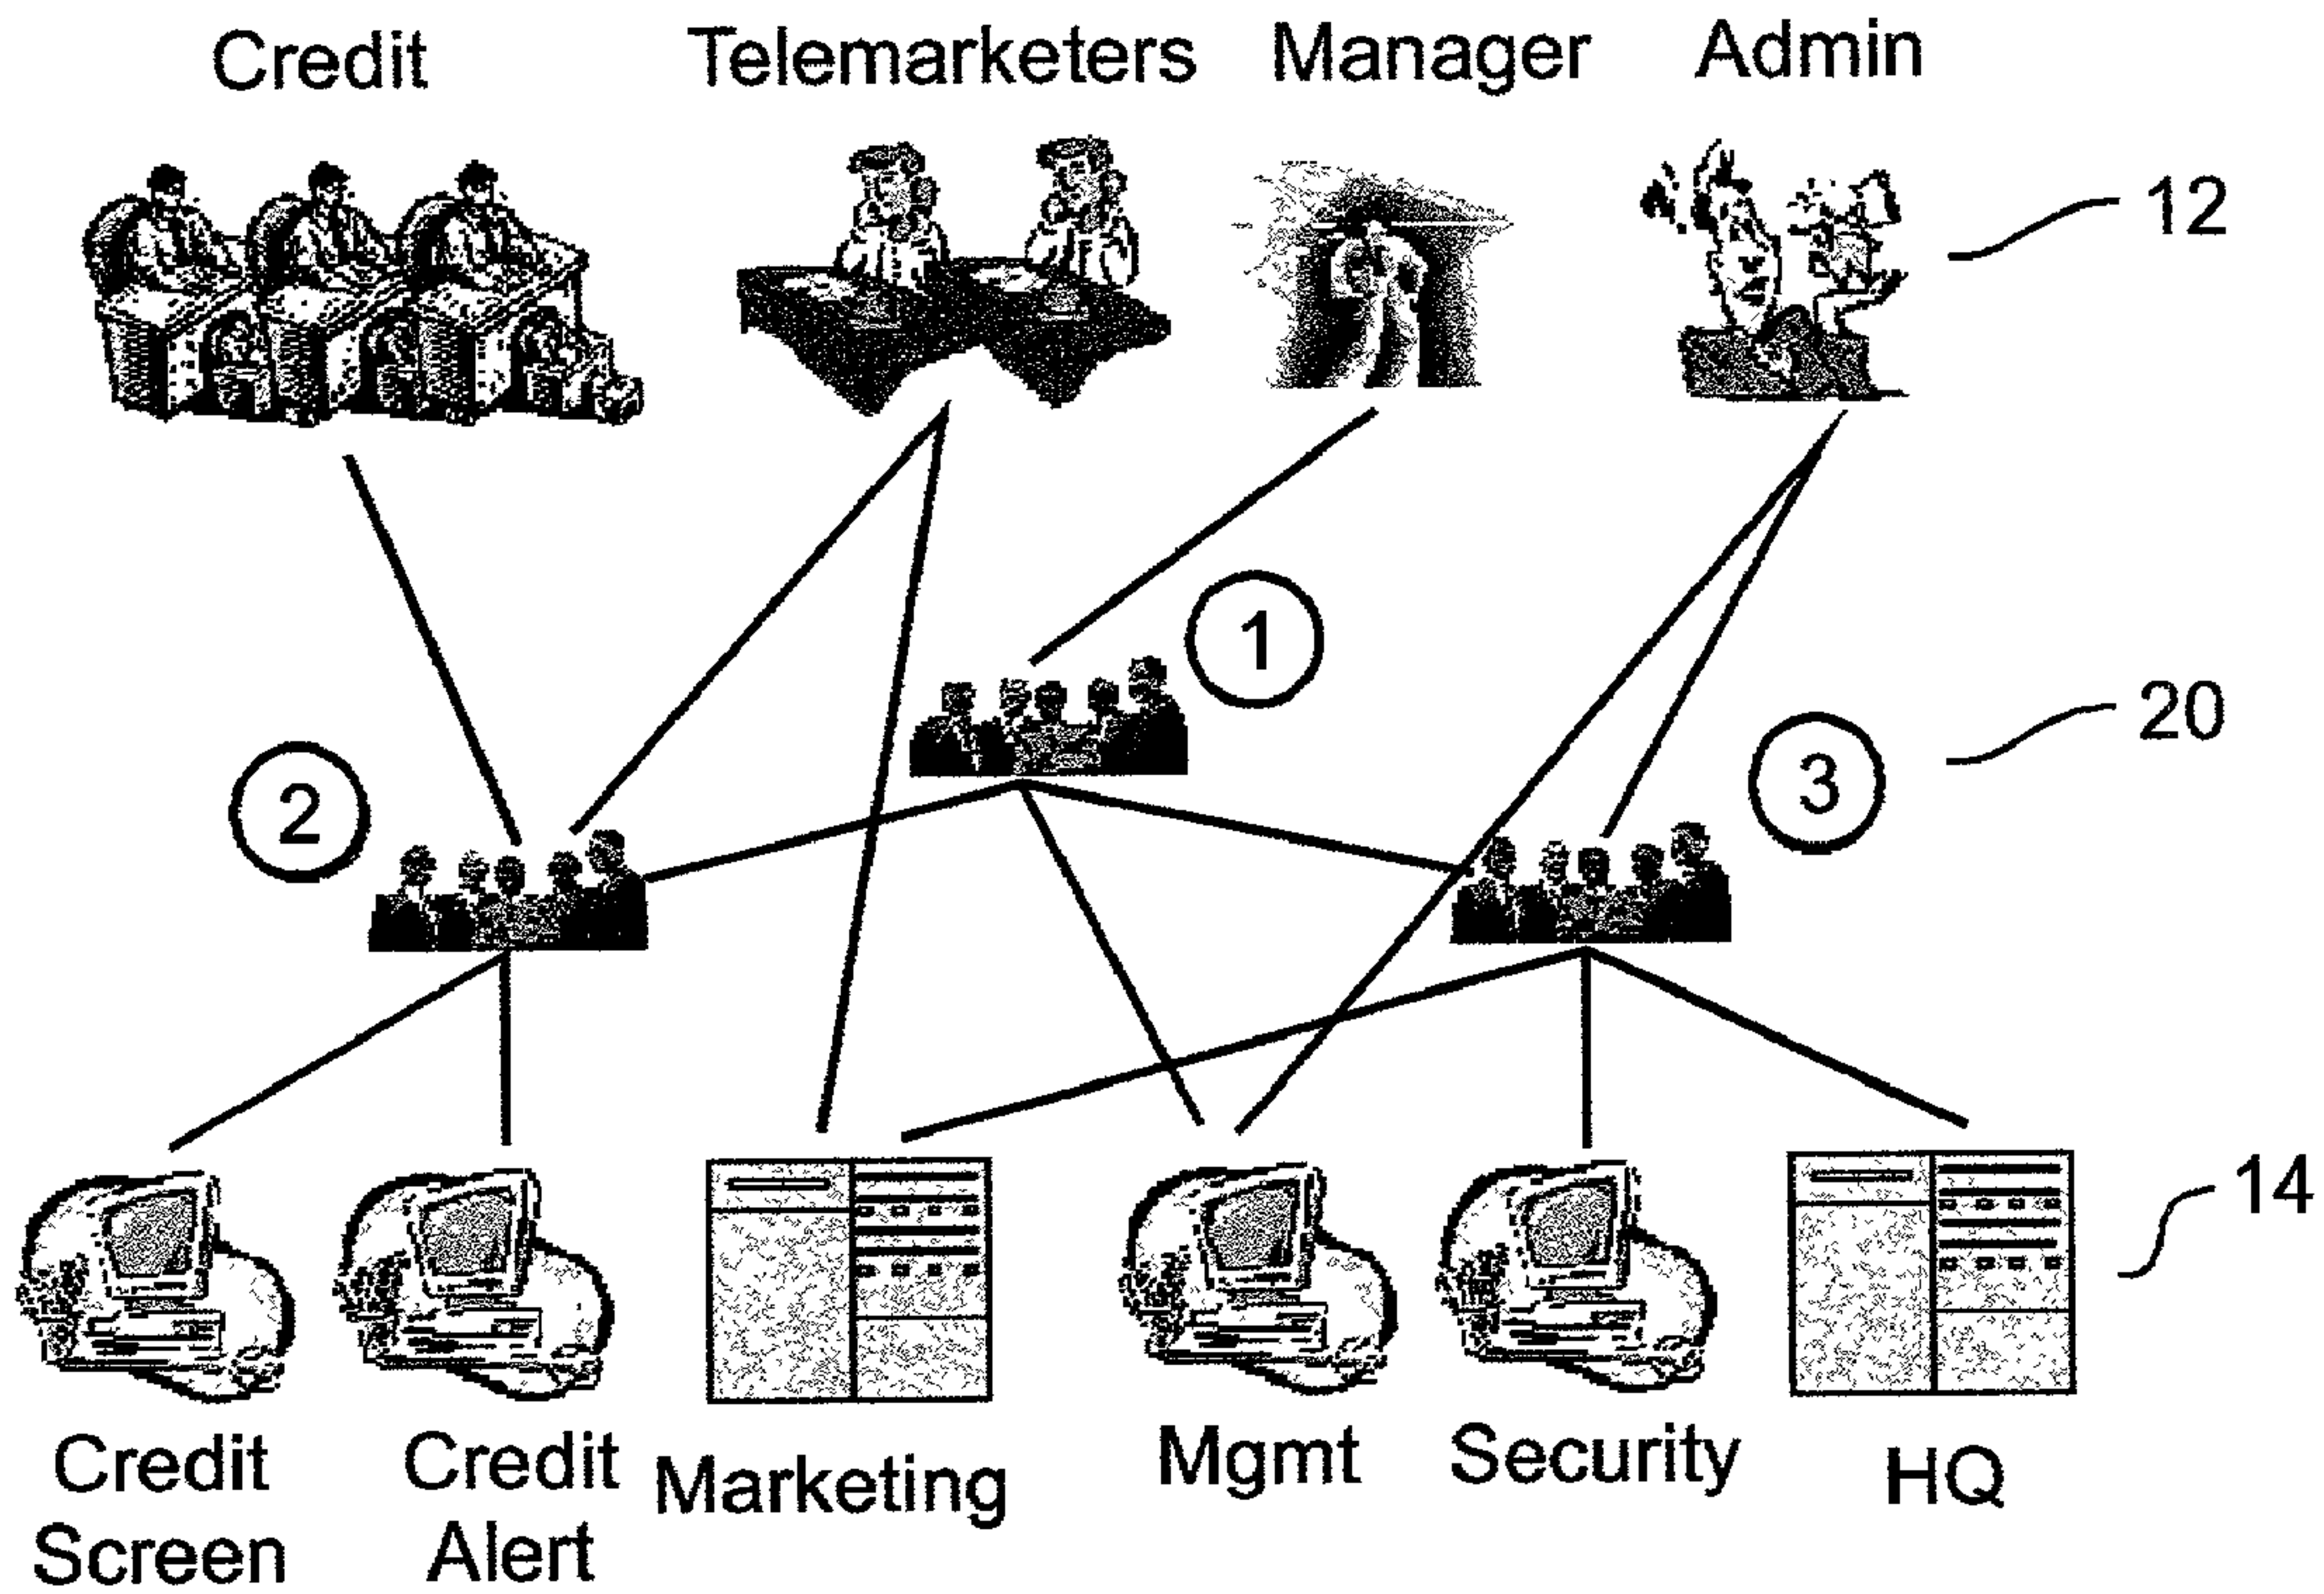 Credit Telemarketers Manager Admin
12
1
20
2
3
14
Credit Screen
Credit Alert
Marketing
Mgmt
Security
HQ